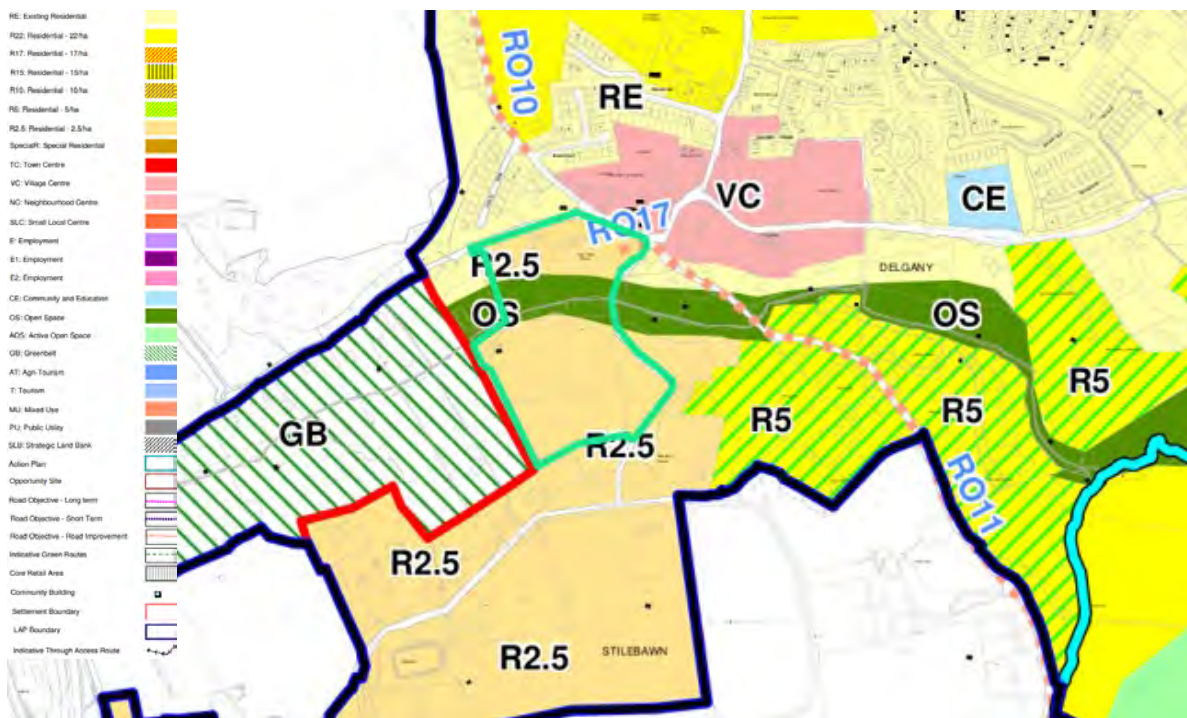 RE: Existing Residential
R22: Residential - 22/ha
R17: Residential - 17/ha
R15: Residential - 15/ha
R10: Residential - 10/ha
R5: Residential - 5/ha
R2.5: Residential - 2.5/ha
SpecialR: Special Residential
TC: Town Centre
VC: Village Centre
NC: Neighbourhood Centre
SLC: Small Local Centre
E: Employment
E1: Employment
E2: Employment
CE: Community and Education
OS: Open Space
AOS: Active Open Space
GB: Greenbelt
AT: Agri-Tourism
T: Tourism
MU: Mixed Use
PU: Public Utility
SLB: Strategic Land Bank
Action Plan
Opportunity Site
Road Objective - Long term
Road Objective - Short Term
Road Objective - Road Improvement
Indicative Green Routes
Core Retail Area
Community Building
Settlement Boundary
LAP Boundary
Indicative Through Access Route
RO10
RE
VC
CE
RO17
R2.5
DELGANY
OS
OS
R5
R5
R5
GB
R2.5
RO11
R2.5
R2.5
STILEBAWN